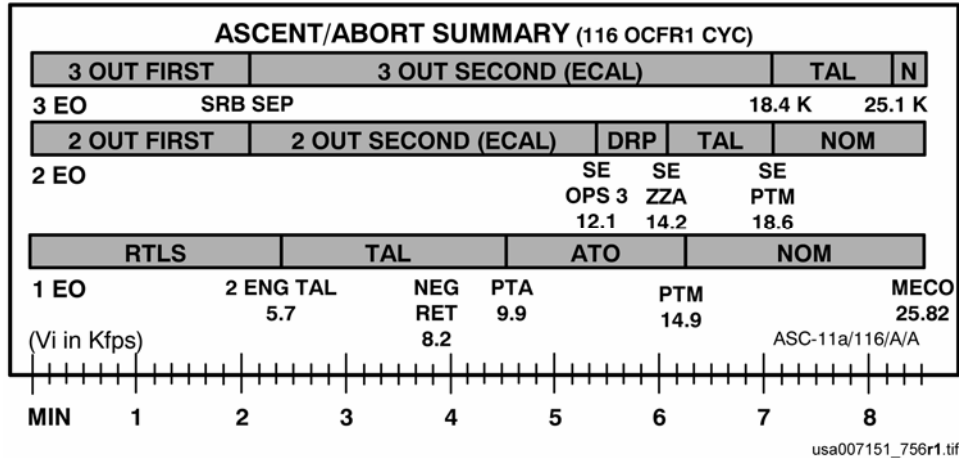 ASCENT/ABORT SUMMARY (116 OCFR1 CYC)
3 OUT FIRST 3 OUT SECOND (ECAL) TAL N
3 EO SRB SEP 18.4 K 25.1 K
2 OUT FIRST 2 OUT SECOND (ECAL) DRP TAL NOM
2 EO SE SE SE
OPS 3 ZZA PTM
12.1 14.2 18.6
RTLS TAL ATO NOM
1 EO 2 ENG TAL NEG PTA PTM MECO
5.7 RET 9.9 14.9 25.82
(Vi in Kfps) 8.2 ASC-11a/116/A/A
MIN 1 2 3 4 5 6 7 8
usa007151_756r1.tif